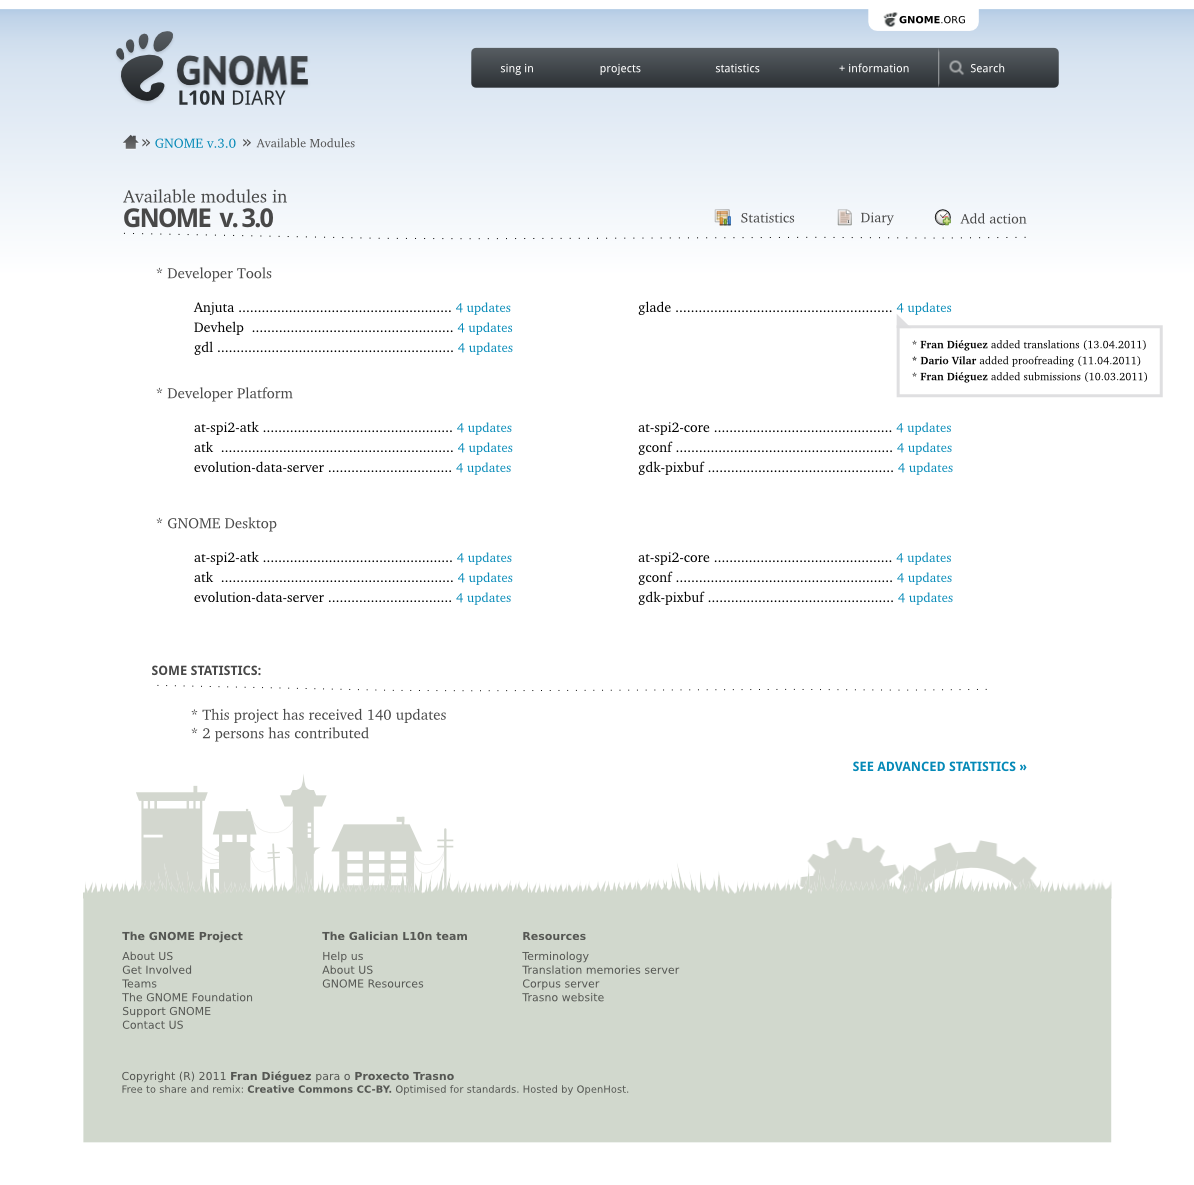 GNOME.ORG
GNOME
L10N DIARY
sing in projects statistics + information Search
» GNOME v.3.0 » Available Modules
Available modules in
GNOME v. 3.0
Statistics Diary Add action
* Developer Tools
Anjuta ....................................................... 4 updates
glade ........................................................ 4 updates
Devhelp .................................................... 4 updates
gdl ............................................................. 4 updates
* Fran Diéguez added translations (13.04.2011)
* Dario Vilar added proofreading (11.04.2011)
* Fran Diéguez added submissions (10.03.2011)
* Developer Platform
at-spi2-atk ................................................. 4 updates
at-spi2-core .............................................. 4 updates
atk ............................................................ 4 updates
gconf ........................................................ 4 updates
evolution-data-server ................................ 4 updates
gdk-pixbuf ................................................ 4 updates
* GNOME Desktop
at-spi2-atk ................................................. 4 updates
at-spi2-core .............................................. 4 updates
atk ............................................................ 4 updates
gconf ........................................................ 4 updates
evolution-data-server ................................ 4 updates
gdk-pixbuf ................................................ 4 updates
SOME STATISTICS:
* This project has received 140 updates
* 2 persons has contributed
SEE ADVANCED STATISTICS »
The GNOME Project
About US
Get Involved
Teams
The GNOME Foundation
Support GNOME
Contact US
The Galician L10n team
Help us
About US
GNOME Resources
Resources
Terminology
Translation memories server
Corpus server
Trasno website
Copyright (R) 2011 Fran Diéguez para o Proxecto Trasno
Free to share and remix: Creative Commons CC-BY. Optimised for standards. Hosted by OpenHost.